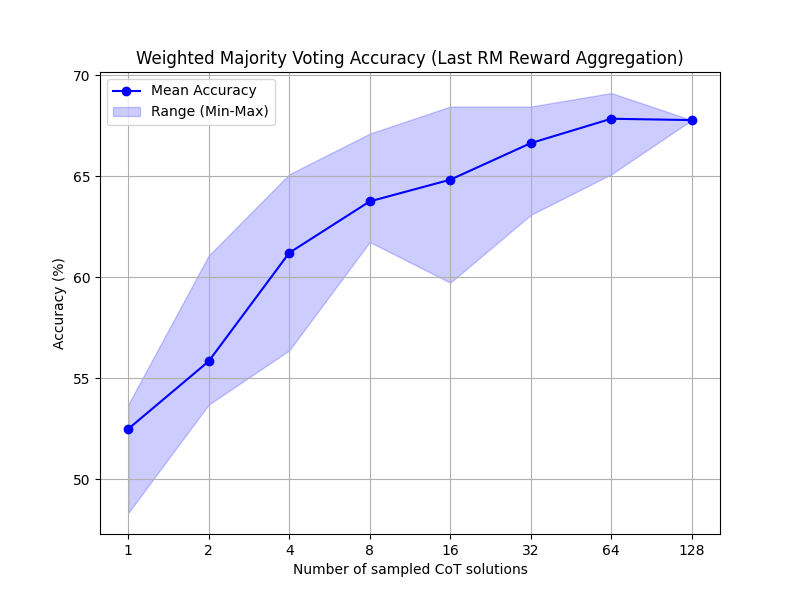 Weighted Majority Voting Accuracy (Last RM Reward Aggregation)
Mean Accuracy
Range (Min-Max)
Accuracy (%)
70
65
60
55
50
1 2 4 8 16 32 64 128
Number of sampled CoT solutions